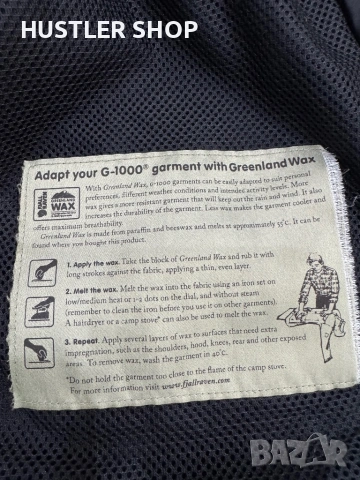 HUSTLER SHOP
Adapt your G-1000® garment with Greenland Wax
FJÄLL
RÄVEN
GREENLAND
WAX
With Greenland Wax, G-1000 garments can be easily adapted to suit personal
preferences, different weather conditions and intended activity levels. More
wax gives a more resistant garment that will keep out the rain and wind. It also
increases the durability of the garment. Less wax makes the garment cooler and
offers maximum breathability.
Greenland Wax is made from paraffin and beeswax and melts at approximately 55°C. It can be
found where you bought this product.
1. Apply the wax. Take the block of Greenland Wax and rub it with
long strokes against the fabric, applying a thin, even layer.
2. Melt the wax. Melt the wax into the fabric using an iron set on
low/medium heat or 1-2 dots on the dial, and without steam
(remember to clean the iron before you use it on other garments).
A hairdryer or a camp stove* can also be used to melt the wax.
3. Repeat. Apply several layers of wax to surfaces that need extra
impregnation, such as the shoulders, hood, knees, rear and other exposed
areas. To remove wax, wash the garment in 40°C.
*Do not hold the garment too close to the flame of the camp stove.
For more information visit www.fjallraven.com
BAZAR